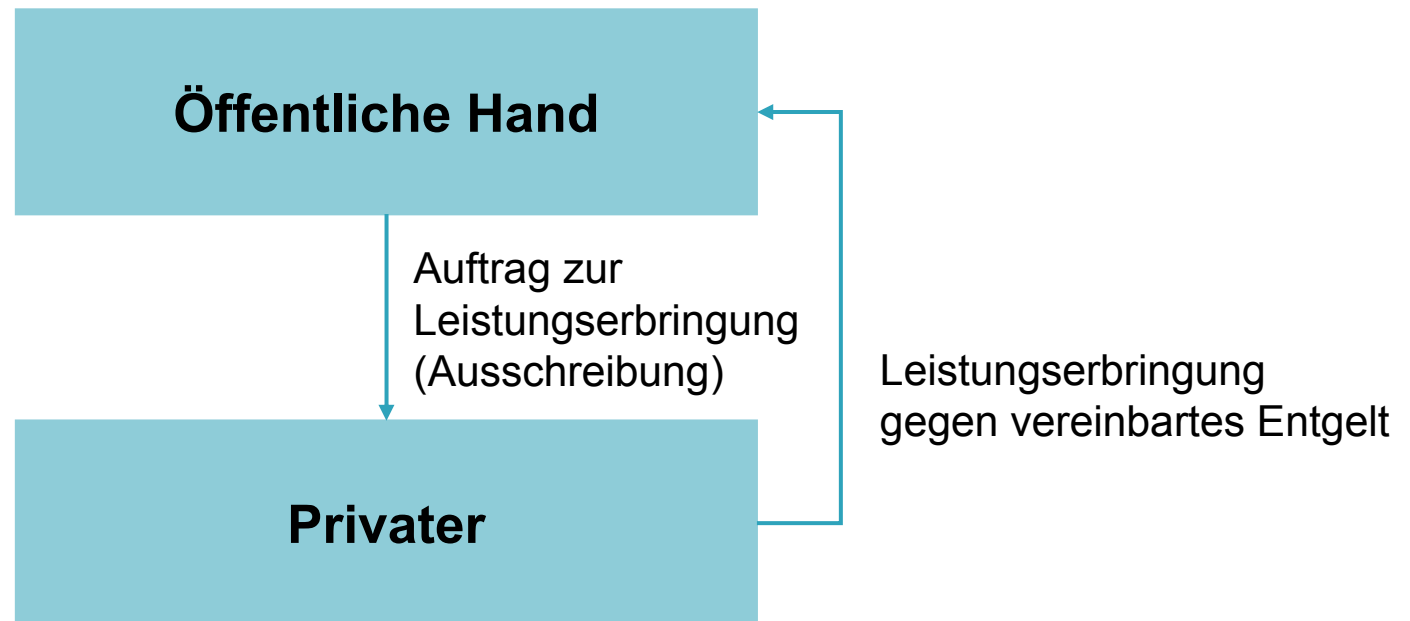 Öffentliche Hand
Auftrag zur
Leistungserbringung
(Ausschreibung)
Leistungserbringung
gegen vereinbartes Entgelt
Privater